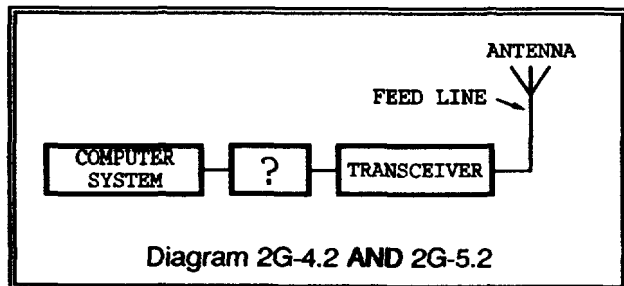 ANTENNA
FEED LINE
COMPUTER
SYSTEM
?
TRANSCEIVER
Diagram 2G-4.2 AND 2G-5.2